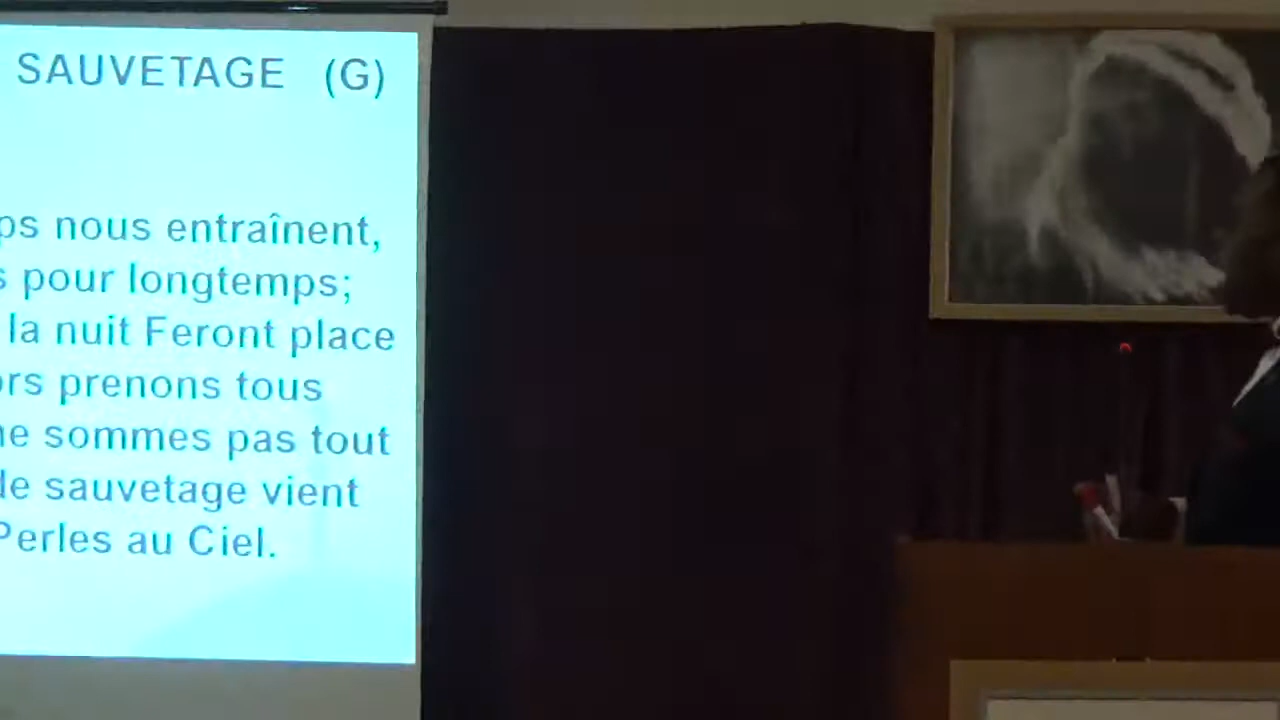 SAUVETAGE (G)
nous entraînent,
pour longtemps;
la nuit Feront place
prenons tous
sommes pas tout
de sauvetage vient
Perles au Ciel.